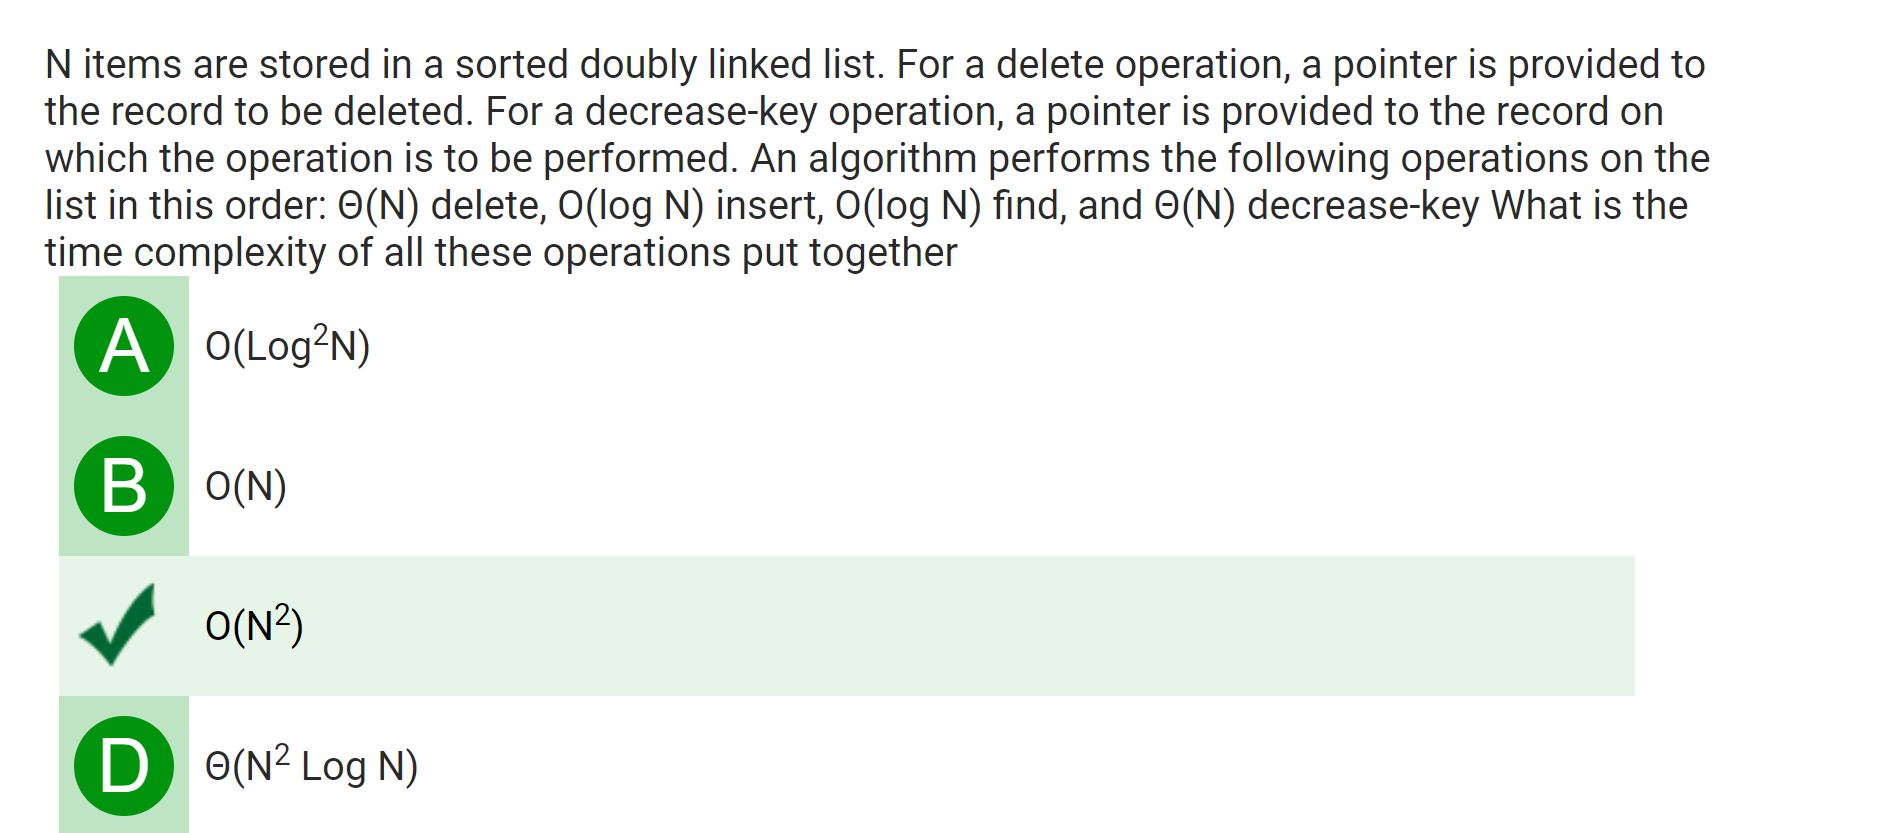 N items are stored in a sorted doubly linked list. For a delete operation, a pointer is provided to
the record to be deleted. For a decrease-key operation, a pointer is provided to the record on
which the operation is to be performed. An algorithm performs the following operations on the
list in this order: Θ(N) delete, O(log N) insert, O(log N) find, and Θ(N) decrease-key What is the
time complexity of all these operations put together
A O(Log²N)
B O(N)
O(N²)
D Θ(N² Log N)